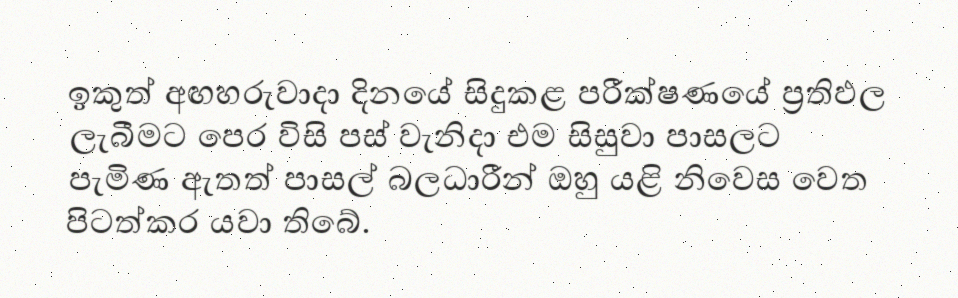 ඉකුත් අඟහරුවාදා දිනයේ සිදුකළ පරීක්ෂණයේ ප්‍රතිඵල
ලැබීමට පෙර විසි පස් වැනිදා එම සිසුවා පාසලට
පැමිණ ඇතත් පාසල් බලධාරීන් ඔහු යළි නිවෙස වෙත
පිටත්කර යවා තිබේ.